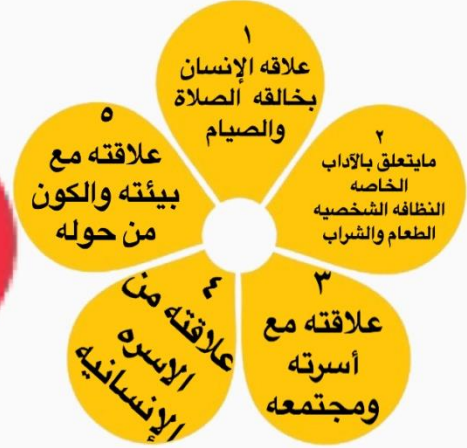 ١
علاقه الإنسان
بخالقه الصلاة
والصيام
٢
مايتعلق بالآداب
الخاصه
النظافه الشخصيه
الطعام والشراب
٣
علاقته مع
أسرته
ومجتمعه
٤
علاقته من
الاسره
الإنسانيه
٥
علاقته مع
بيئته والكون
من حوله